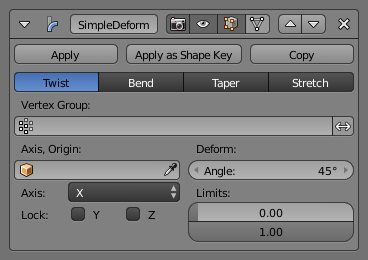 SimpleDeform
Apply Apply as Shape Key Copy
Twist Bend Taper Stretch
Vertex Group:
Axis, Origin: Deform:
Angle: 45°
Axis: X Limits:
Lock: Y Z 0.00
1.00